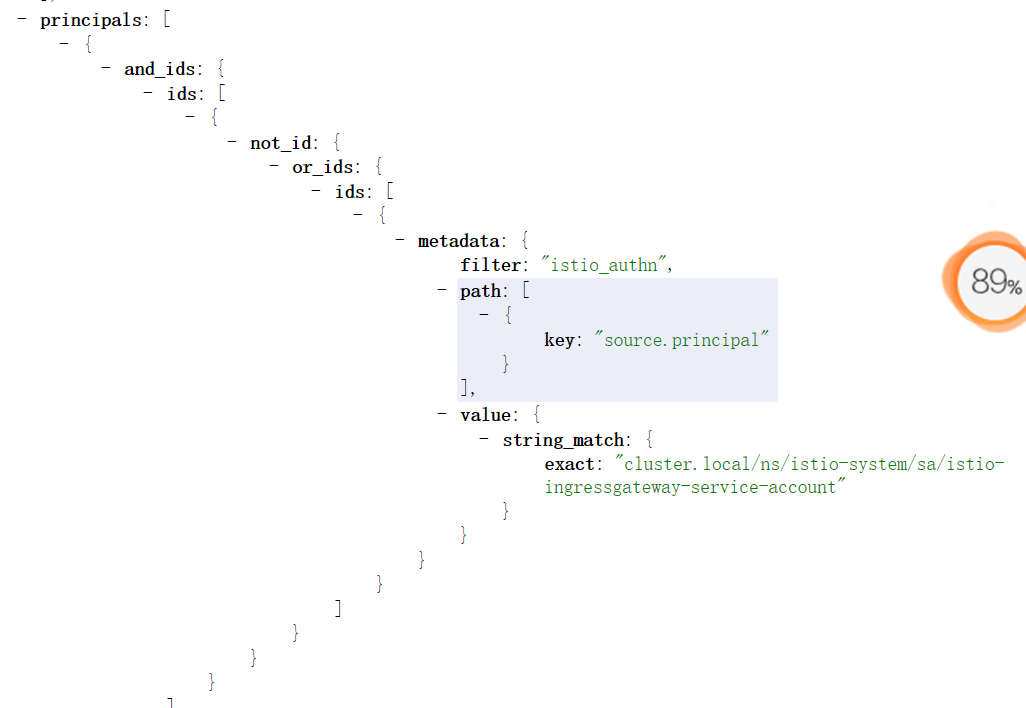 - principals: [
- {
- and_ids: {
- ids: [
- {
- not_id: {
- or_ids: {
- ids: [
- {
- metadata: {
filter: "istio_authn",
- path: [
- {
key: "source.principal"
}
],
- value: {
- string_match: {
exact: "cluster.local/ns/istio-system/sa/istio-
ingressgateway-service-account"
}
}
}
}
]
}
}
}
]
89%